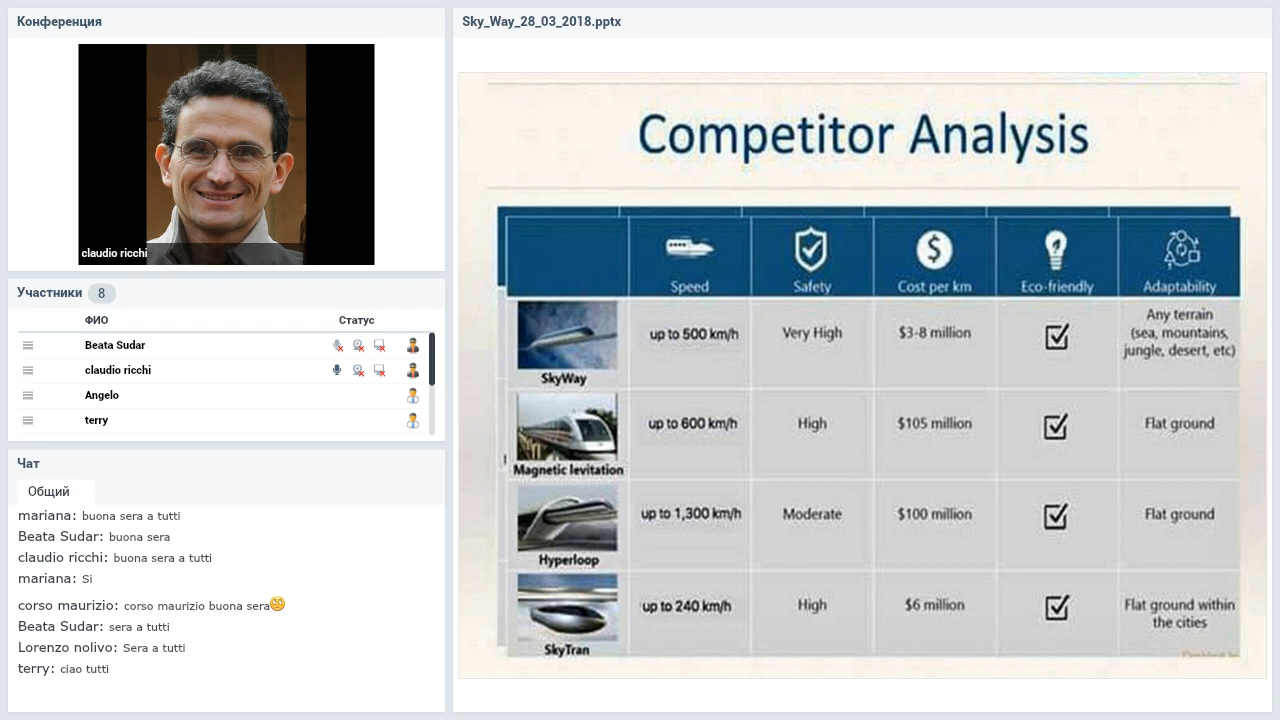 Конференция
claudio ricchi
Участники 8
ФИО Статус
Beata Sudar
claudio ricchi
Angelo
terry
Чат
Общий
mariana: buona sera a tutti
Beata Sudar: buona sera
claudio ricchi: buona sera a tutti
mariana: Si
corso maurizio: corso maurizio buona sera
Beata Sudar: sera a tutti
Lorenzo nolivo: Sera a tutti
terry: ciao tutti
Sky_Way_28_03_2018.pptx
Competitor Analysis
Speed Safety Cost per km Eco-friendly Adaptability
SkyWay up to 500 km/h Very High $3-8 million Any terrain
(sea, mountains,
jungle, desert, etc)
Magnetic levitation up to 600 km/h High $105 million Flat ground
Hyperloop up to 1,300 km/h Moderate $100 million Flat ground
SkyTran up to 240 km/h High $6 million Flat ground within
the cities